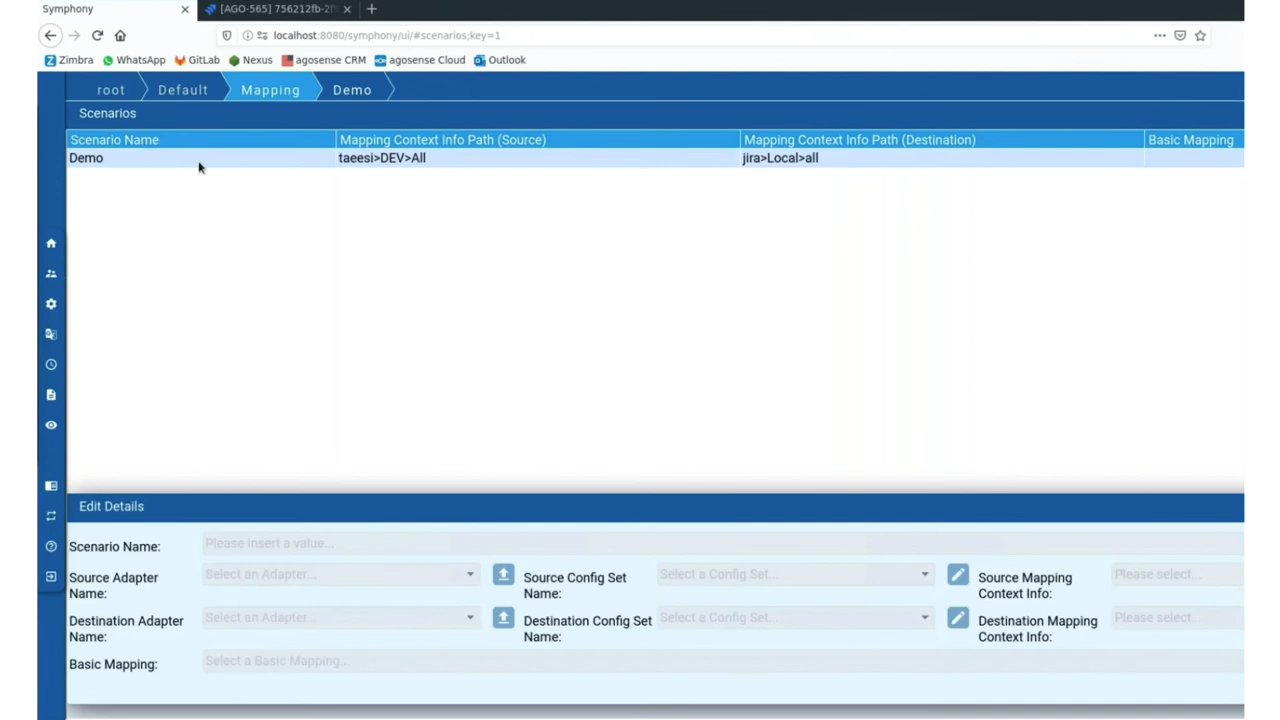 Symphony
[AGO-565] 756212fb-2f
localhost:8080/symphony/ui/#scenarios;key=1
Zimbra WhatsApp GitLab Nexus agosense CRM agosense Cloud Outlook
root Default Mapping Demo
Scenarios
Scenario Name Mapping Context Info Path (Source) Mapping Context Info Path (Destination) Basic Mapping
Demo taeesi>DEV>All jira>Local>all
Edit Details
Scenario Name: Please insert a value...
Source Adapter Name: Select an Adapter... Source Config Set Name: Select a Config Set... Source Mapping Context Info: Please select...
Destination Adapter Name: Select an Adapter... Destination Config Set Name: Select a Config Set... Destination Mapping Context Info: Please select...
Basic Mapping: Select a Basic Mapping...